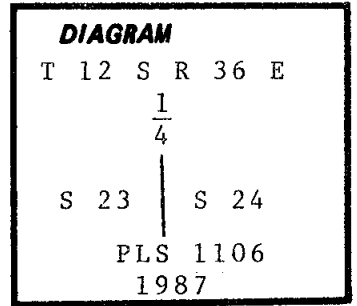 DIAGRAM
T 12 S R 36 E
1
4
S 23 S 24
PLS 1106
1987